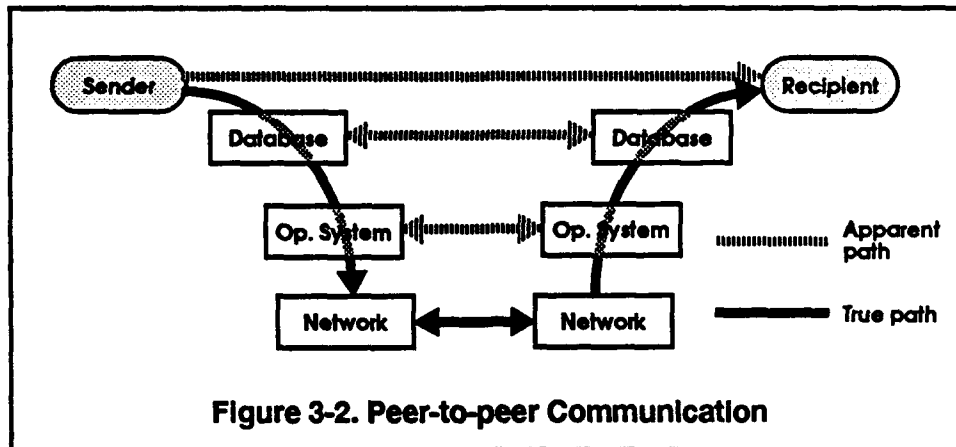 Sender
Recipient
Database
Database
Op. System
Op. System
Apparent
path
Network
Network
True path
Figure 3-2. Peer-to-peer Communication